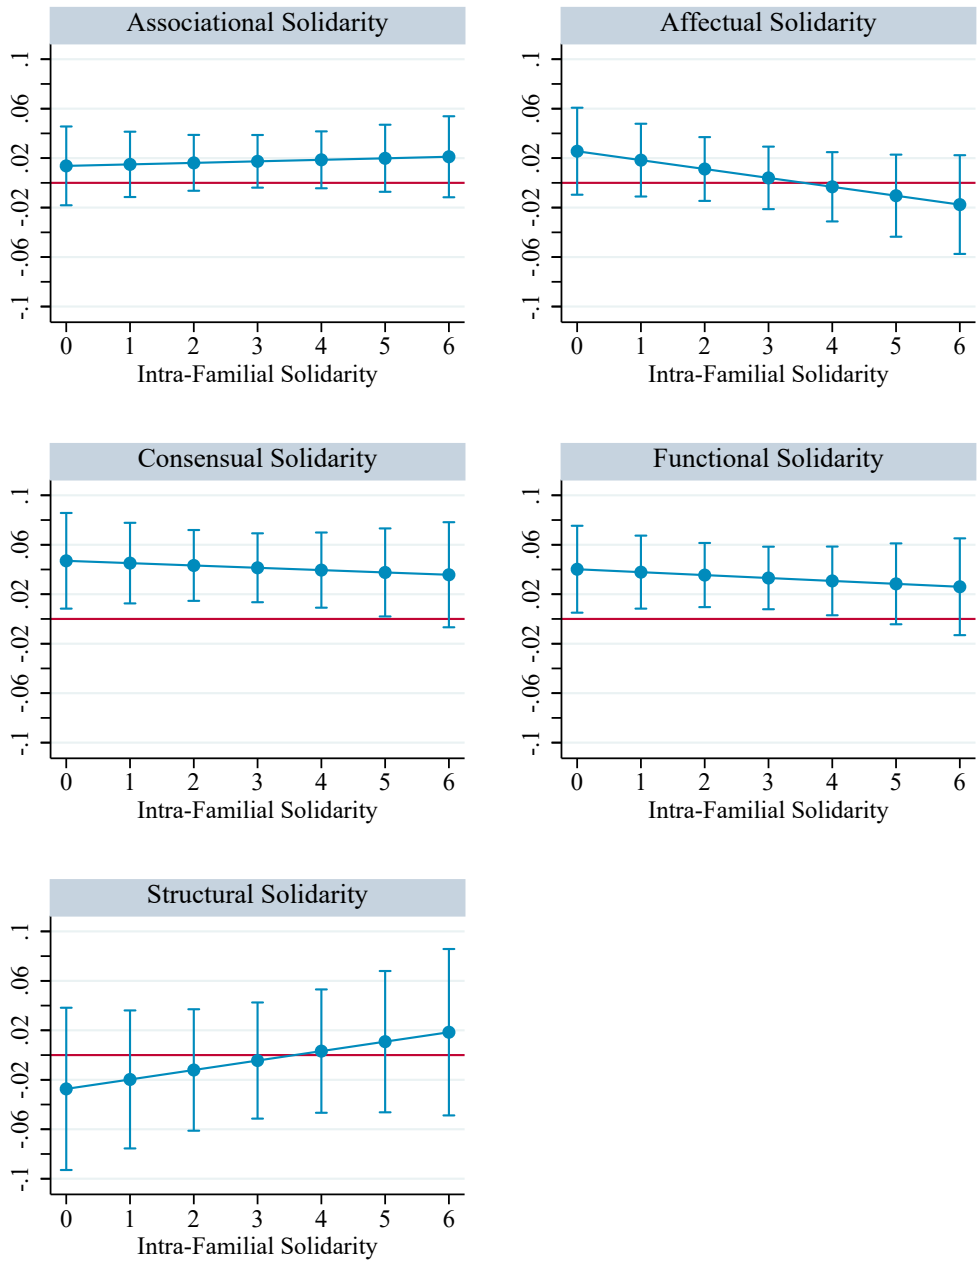 Associational Solidarity
.1
.06
.02
-.02
-.06
-.1
0 1 2 3 4 5 6
Intra-Familial Solidarity
Affectual Solidarity
.1
.06
.02
-.02
-.06
-.1
0 1 2 3 4 5 6
Intra-Familial Solidarity
Consensual Solidarity
.1
.06
.02
-.02
-.06
-.1
0 1 2 3 4 5 6
Intra-Familial Solidarity
Functional Solidarity
.1
.06
.02
-.02
-.06
-.1
0 1 2 3 4 5 6
Intra-Familial Solidarity
Structural Solidarity
.1
.06
.02
-.02
-.06
-.1
0 1 2 3 4 5 6
Intra-Familial Solidarity